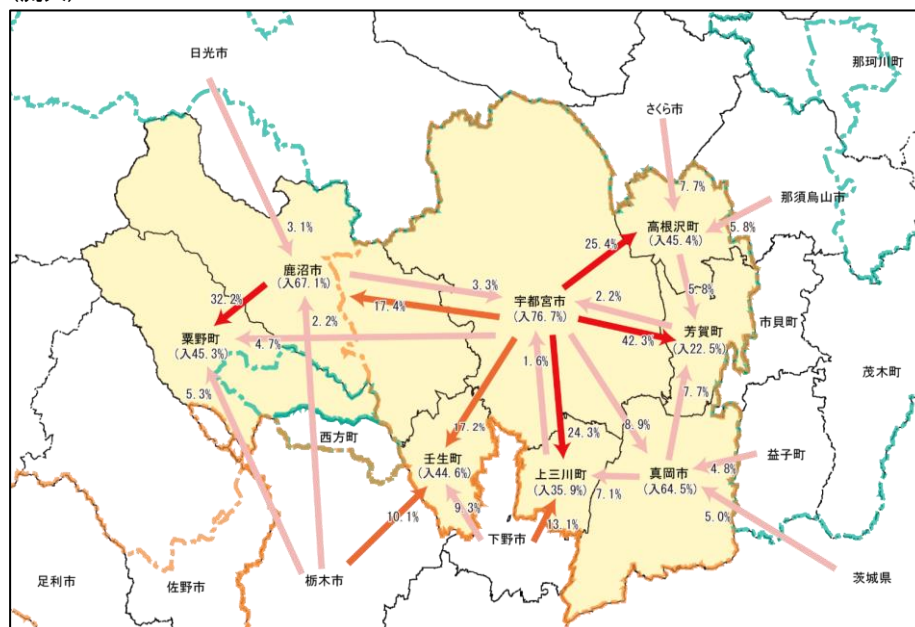 日光市
那珂川町
さくら市
7.7%
那須烏山市
3.1%
高根沢町
(入45.4%)
5.8%
25.4%
鹿沼市
(入67.1%)
3.3%
5.8%
32.2%
17.4%
宇都宮市
(入76.7%)
2.2%
2.2%
芳賀町
(入22.5%)
市貝町
粟野町
(入45.3%)
4.7%
42.3%
1.6%
茂木町
5.3%
7.7%
8.9%
西方町
17.2%
24.3%
壬生町
(入44.6%)
上三川町
(入35.9%)
真岡市
(入64.5%)
4.8%
益子町
7.1%
9.3%
10.1%
13.1%
5.0%
下野市
足利市
佐野市
栃木市
茨城県